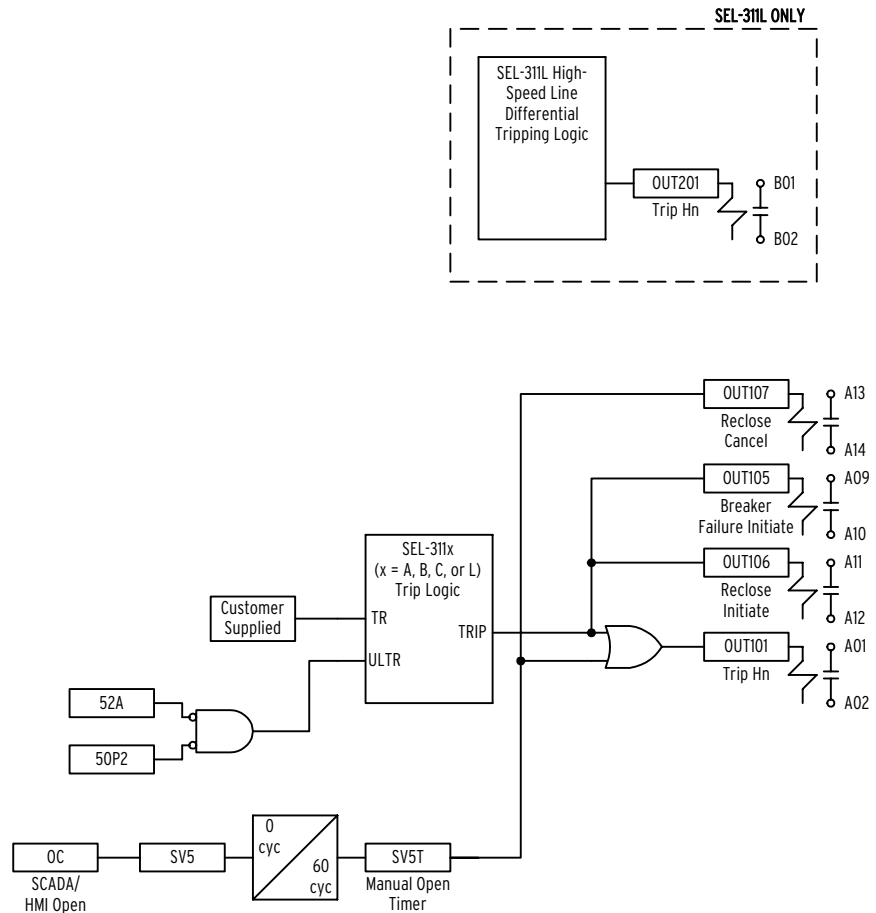 SEL-311L ONLY
SEL-311L High-
Speed Line
Differential
Tripping Logic
OUT201
Trip Hn
B01
B02
OUT107
Reclose
Cancel
A13
A14
OUT105
Breaker
Failure Initiate
A09
A10
OUT106
Reclose
Initiate
A11
A12
OUT101
Trip Hn
A01
A02
SEL-311x
(x = A, B, C, or L)
Trip Logic
TR
TRIP
ULTR
Customer
Supplied
52A
50P2
OC
SCADA/
HMI Open
SV5
0
cyc
60
cyc
SV5T
Manual Open
Timer